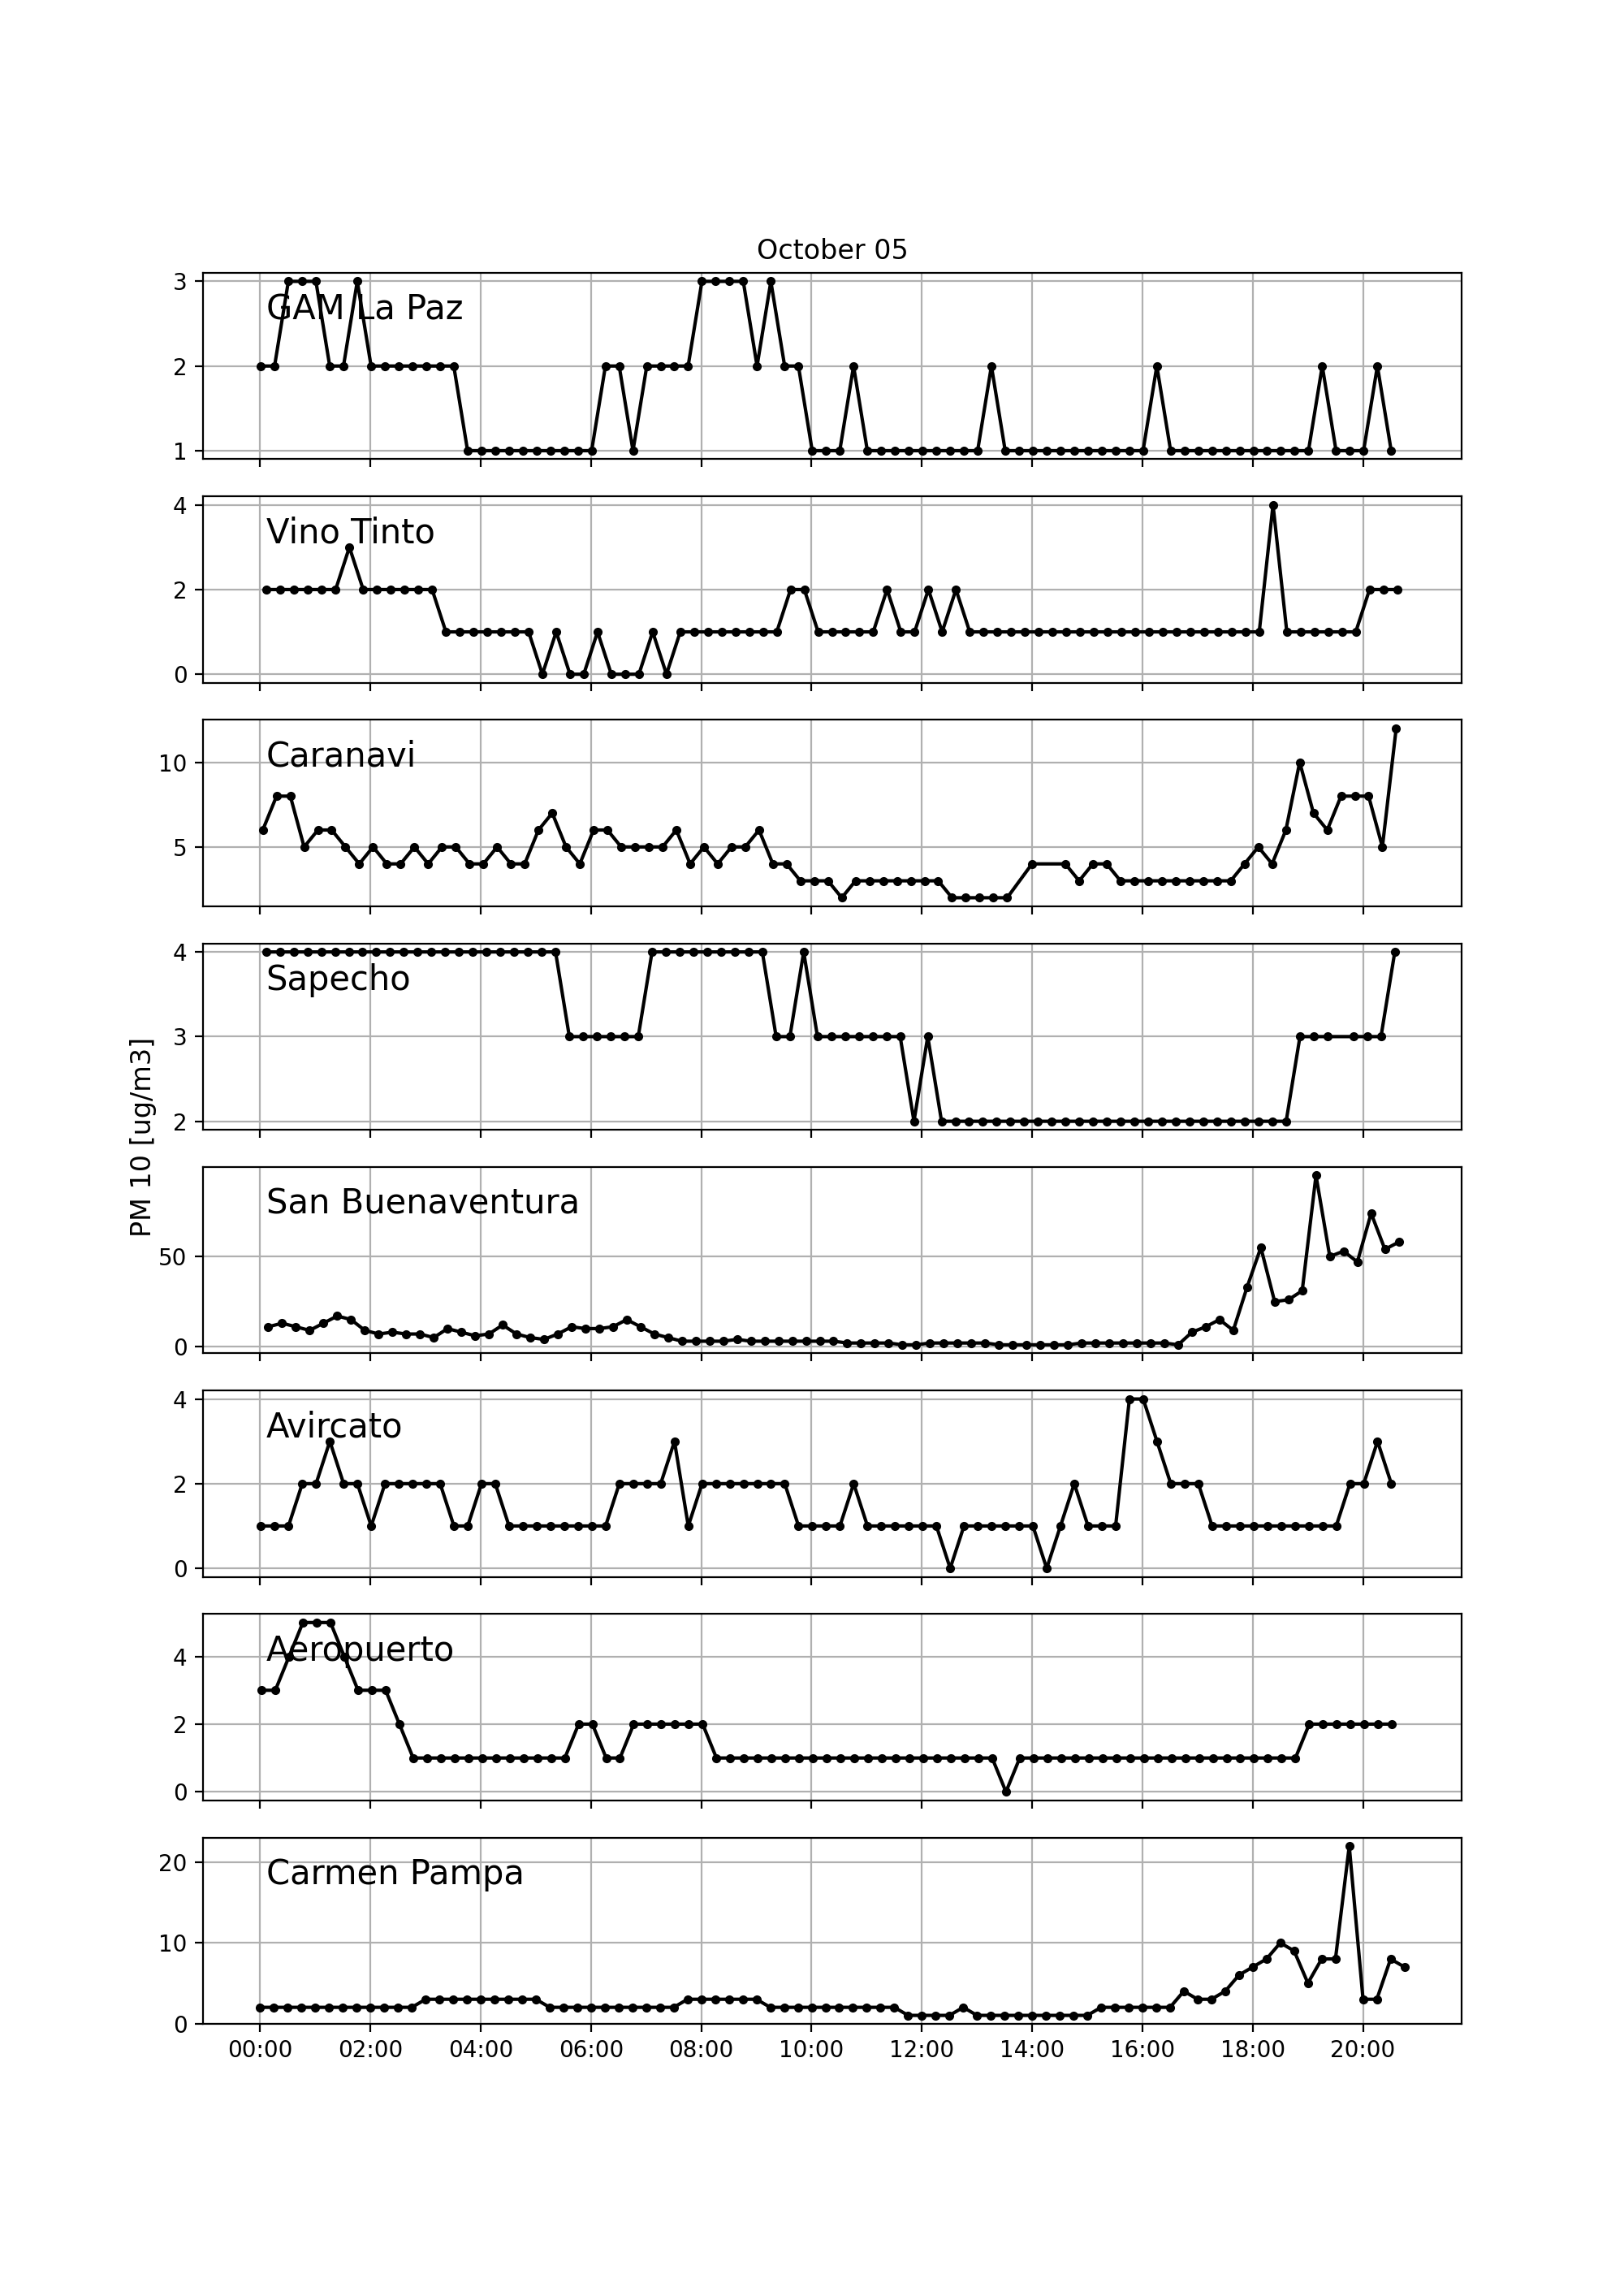 October 05
3
GAM La Paz
2
1
4
Vino Tinto
2
0
Caranavi
10
5
4
Sapecho
3
2
PM 10 [ug/m3]
San Buenaventura
50
0
4
Avircato
2
0
Aeropuerto
4
2
0
Carmen Pampa
20
10
0
00:00 02:00 04:00 06:00 08:00 10:00 12:00 14:00 16:00 18:00 20:00